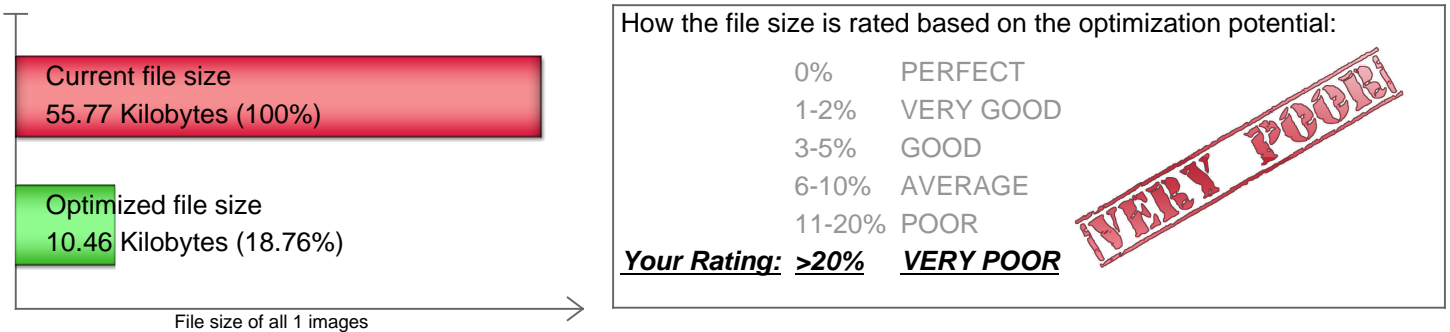 Current file size
55.77 Kilobytes (100%)
Optimized file size
10.46 Kilobytes (18.76%)
File size of all 1 images
How the file size is rated based on the optimization potential:
0% PERFECT
1-2% VERY GOOD
3-5% GOOD
6-10% AVERAGE
11-20% POOR
Your Rating: >20% VERY POOR
VERY POOR